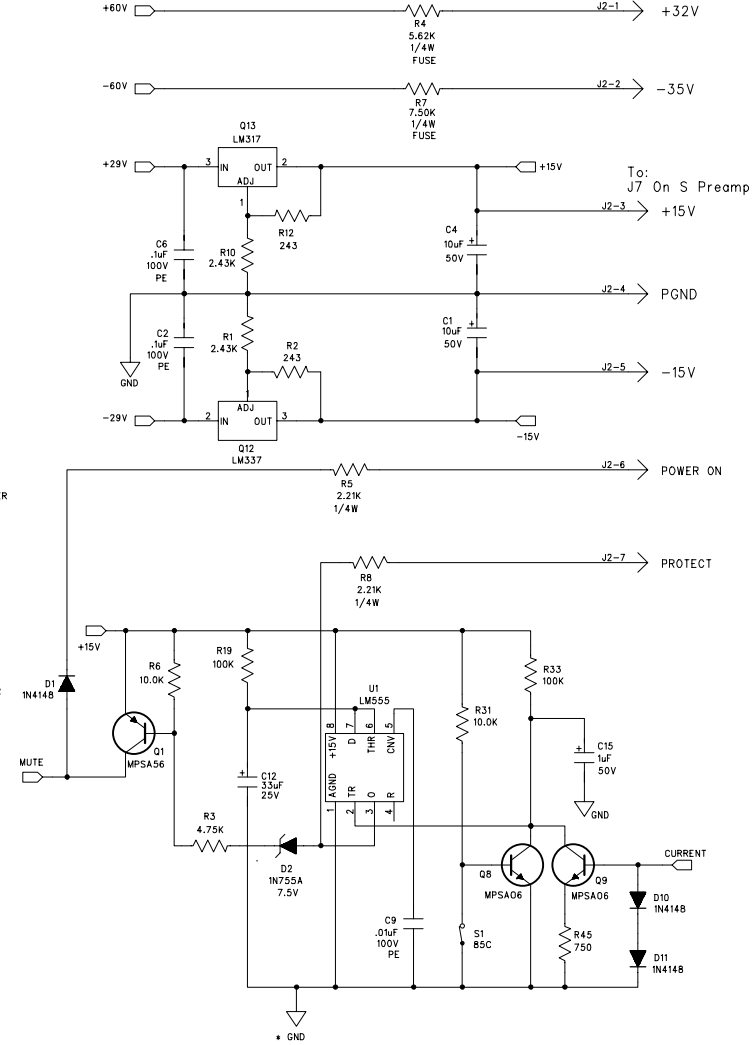 +60V
R4
5.62K
1/4W
FUSE
J2-1
+32V
-60V
R7
7.50K
1/4W
FUSE
J2-2
-35V
Q13
LM317
+29V
3
IN
OUT
2
ADJ
1
+15V
To:
J7 On S Preamp
J2-3
+15V
R12
243
C6
.1uF
100V
PE
R10
2.43K
C4
+
10uF
50V
J2-4
PGND
C2
.1uF
100V
PE
R1
2.43K
R2
243
C1
+
10uF
50V
GND
J2-5
-15V
1
ADJ
-29V
2
IN
OUT
3
-15V
Q12
LM337
J2-6
POWER ON
R5
2.21K
1/4W
ER
J2-7
PROTECT
R8
2.21K
1/4W
+15V
R6
10.0K
R19
100K
R33
100K
D1
1N4148
U1
LM555
R31
10.0K
8
7
6
5
+15V
D
THR
CNV
Q1
MPSA56
MUTE
+
C12
33uF
25V
+
C15
1uF
50V
GND
AGND
TR
O
R
1
2
3
4
R3
4.75K
D2
1N755A
7.5V
Q8
MPSA06
Q9
MPSA06
CURRENT
D10
1N4148
C9
.01uF
100V
PE
S1
85C
R45
750
D11
1N4148
* GND